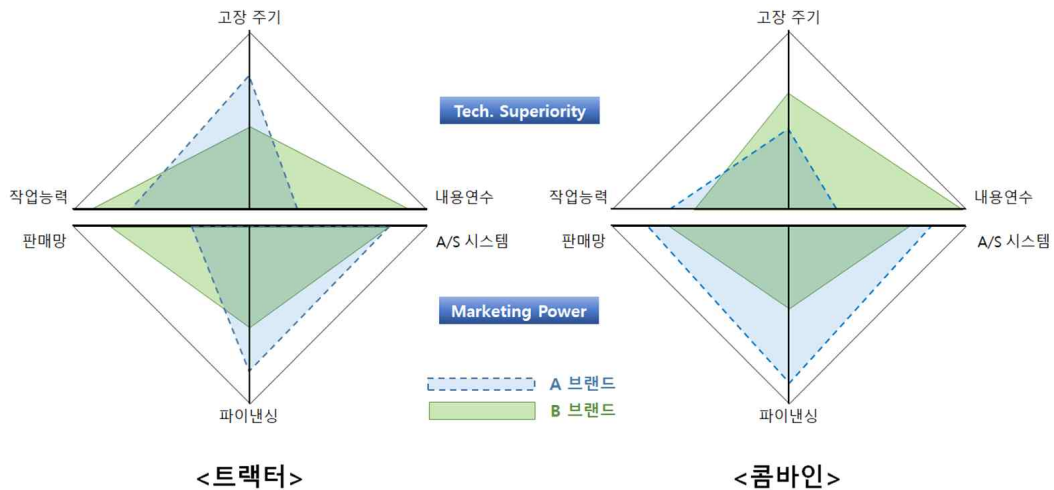 고장 주기
고장 주기
Tech. Superiority
작업능력
내용연수
작업능력
내용연수
판매망
A/S 시스템
판매망
A/S 시스템
Marketing Power
A 브랜드
B 브랜드
파이낸싱
파이낸싱
<트랙터>
<콤바인>